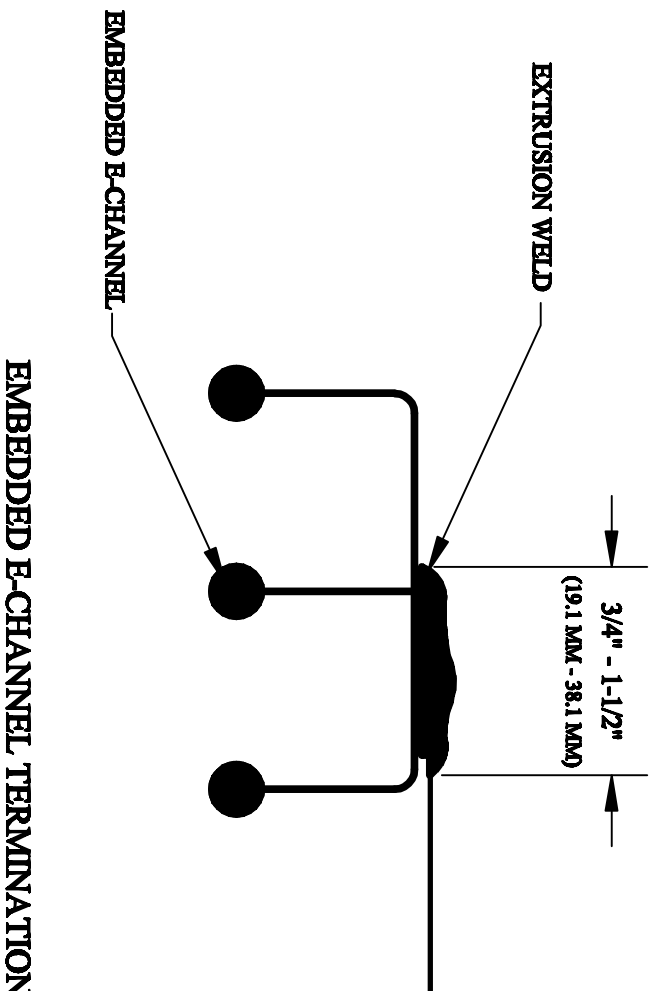 3/4" - 1-1/2"
(19.1 MM - 38.1 MM)
EXTRUSION WELD
EMBEDDED E-CHANNEL
EMBEDDED E-CHANNEL TERMINATION